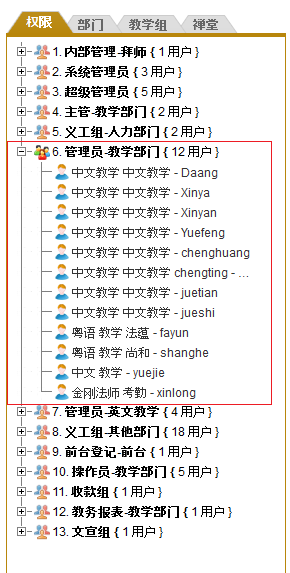 权限 部门 教学组 禅堂
1. 内部管理-拜师 { 1 用户 }
2. 系统管理员 { 3 用户 }
3. 超级管理员 { 5 用户 }
4. 主管-教学部门 { 2 用户 }
5. 义工组-人力部门 { 2 用户 }
6. 管理员-教学部门 { 12 用户 }
中文教学 中文教学 - Daang
中文教学 中文教学 - Xinya
中文教学 中文教学 - Xinyan
中文教学 中文教学 - Yuefeng
中文教学 中文教学 - chenghuang
中文教学 中文教学 chengting - ...
中文教学 中文教学 - juetian
中文教学 中文教学 - jueshi
粤语 教学 法蕴 - fayun
粤语 教学 尚和 - shanghe
中文 教学 - yuejie
金刚法师 考勤 - xinlong
7. 管理员-英文教学 { 4 用户 }
8. 义工组-其他部门 { 18 用户 }
9. 前台登记-前台 { 1 用户 }
10. 操作员-教学部门 { 5 用户 }
11. 收款组 { 1 用户 }
12. 教务报表-教学部门 { 1 用户 }
13. 文宣组 { 1 用户 }